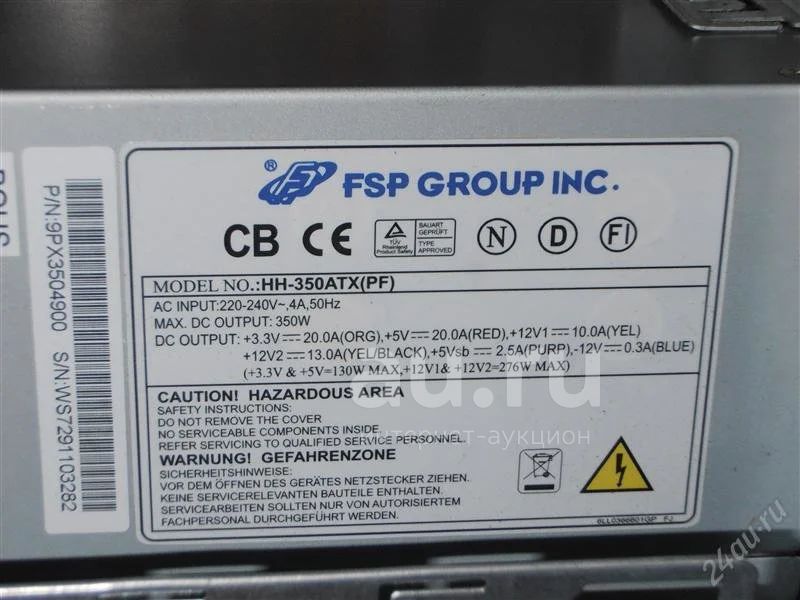 ® FSP GROUP INC.
CB CE TÜV Rheinland Product Safety BAUART GEPRÜFT TYPE APPROVED N D FI
MODEL NO.:HH-350ATX(PF)
AC INPUT:220-240V~,4A,50Hz
MAX. DC OUTPUT: 350W
DC OUTPUT: +3.3V⎓20.0A(ORG),+5V⎓20.0A(RED),+12V1⎓10.0A(YEL)
+12V2⎓13.0A(YEL/BLACK),+5Vsb⎓2.5A(PURP),-12V⎓0.3A(BLUE)
(+3.3V & +5V=130W MAX,+12V1& +12V2=276W MAX)
CAUTION! HAZARDOUS AREA
SAFETY INSTRUCTIONS:
DO NOT REMOVE THE COVER
NO SERVICEABLE COMPONENTS INSIDE.
REFER SERVICING TO QUALIFIED SERVICE PERSONNEL.
WARNUNG! GEFAHRENZONE
SICHERHEITSHINWEISE:
VOR DEM ÖFFNEN DES GERÄTES NETZSTECKER ZIEHEN.
KEINE SERVICERELEVANTEN BAUTEILE ENTHALTEN.
SERVICEARBEITEN SOLLEN NUR VON AUTORISIERTEM
FACHPERSONAL DURCHGEFÜHRT WERDEN.
P/N:9PX3504900 S/N:WS7291103282
au.ru
интернет-аукцион
24au.ru